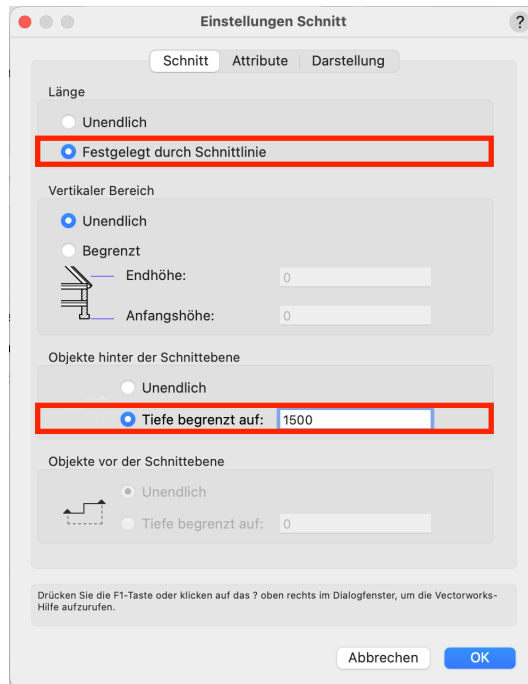 Einstellungen Schnitt
?
Schnitt Attribute Darstellung
Länge
Unendlich
Festgelegt durch Schnittlinie
Vertikaler Bereich
Unendlich
Begrenzt
Endhöhe: 0
Anfangshöhe: 0
Objekte hinter der Schnittebene
Unendlich
Tiefe begrenzt auf: 1500
Objekte vor der Schnittebene
Unendlich
Tiefe begrenzt auf: 0
Drücken Sie die F1-Taste oder klicken auf das ? oben rechts im Dialogfenster, um die Vectorworks-
Hilfe aufzurufen.
Abbrechen OK